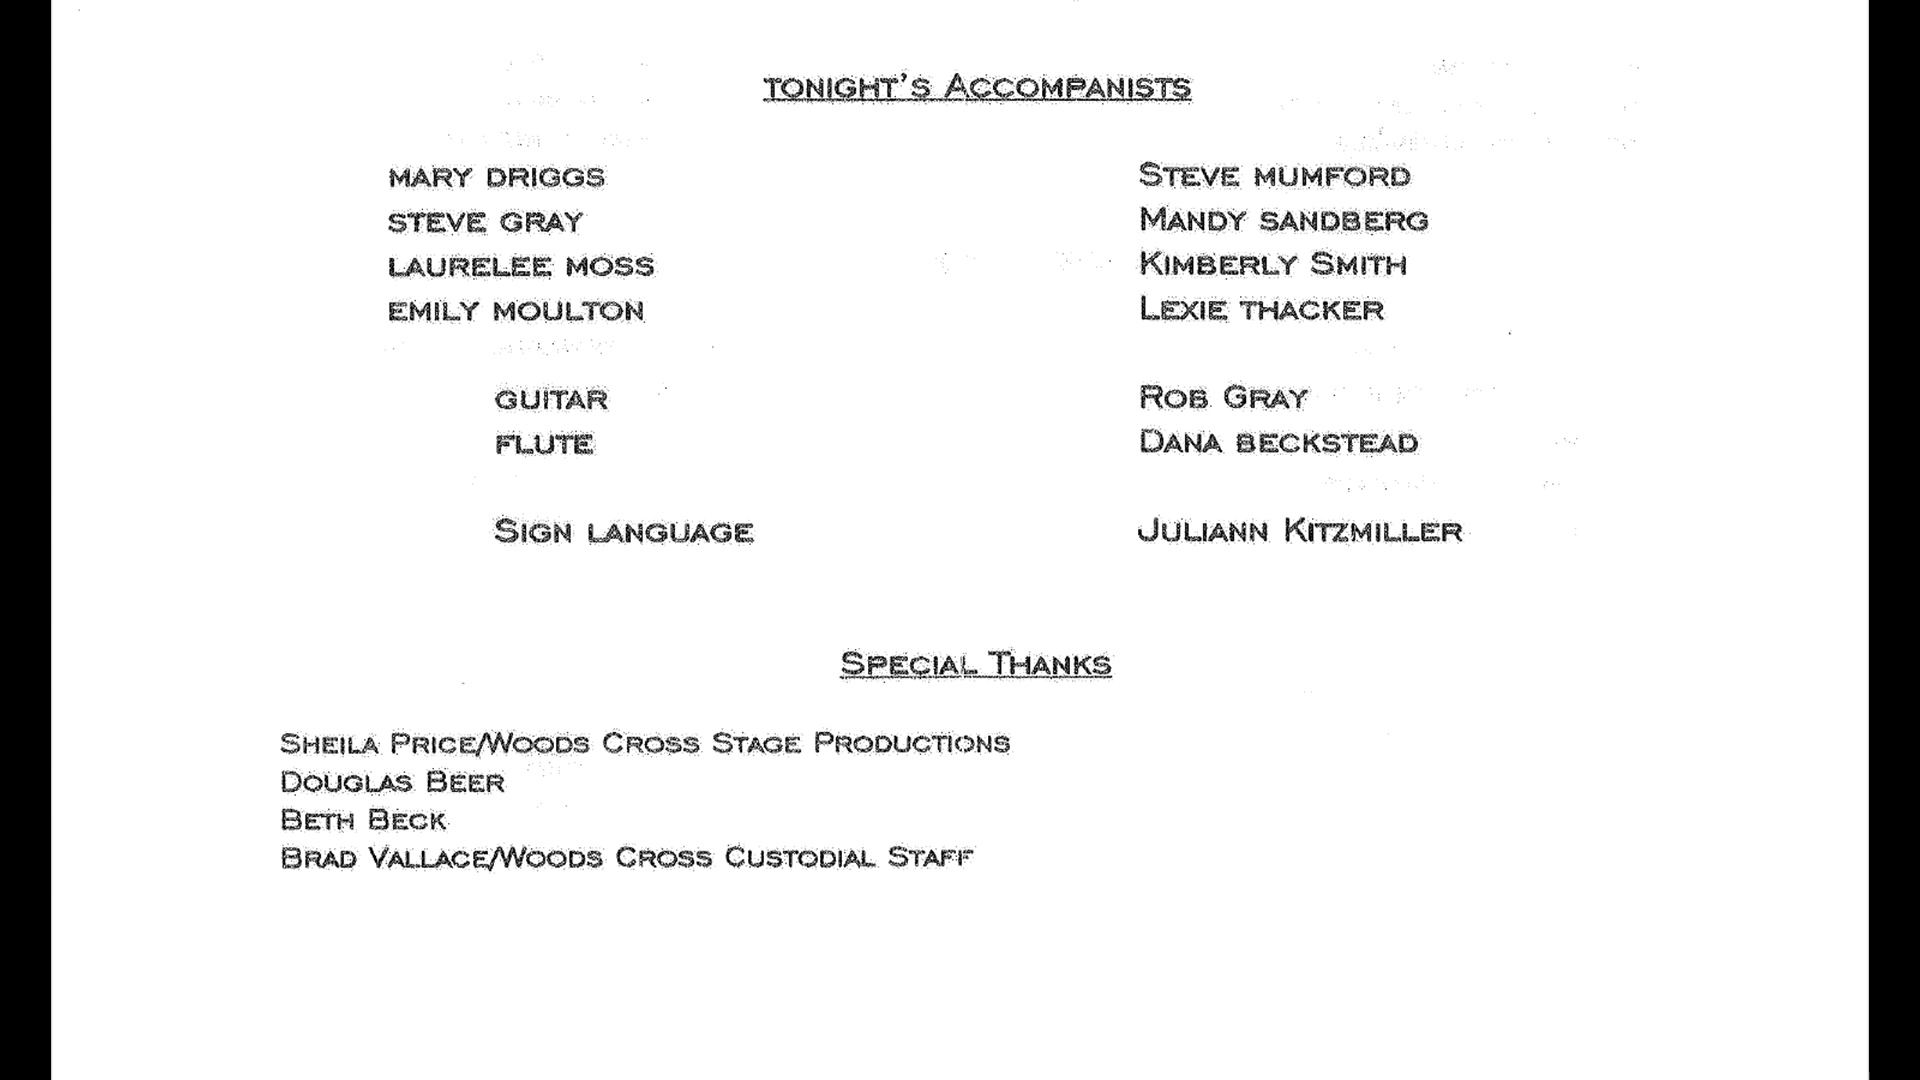 TONIGHT'S ACCOMPANISTS
MARY DRIGGS STEVE MUMFORD
STEVE GRAY MANDY SANDBERG
LAURELEE MOSS KIMBERLY SMITH
EMILY MOULTON LEXIE THACKER
GUITAR ROB GRAY
FLUTE DANA BECKSTEAD
SIGN LANGUAGE JULIANN KITZMILLER
SPECIAL THANKS
SHEILA PRICE/WOODS CROSS STAGE PRODUCTIONS
DOUGLAS BEER
BETH BECK
BRAD VALLACE/WOODS CROSS CUSTODIAL STAFF